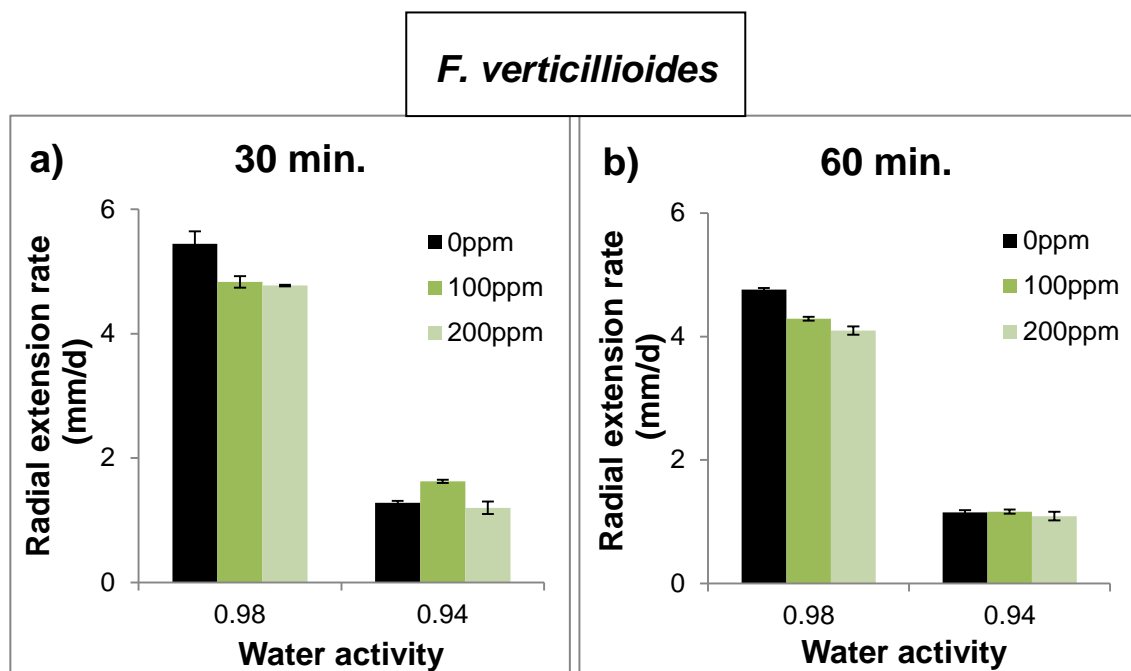 F. verticillioides
a)
30 min.
Radial extension rate
(mm/d)
6
4
2
0
0ppm
100ppm
200ppm
0.98
0.94
Water activity
b)
60 min.
Radial extension rate
(mm/d)
6
4
2
0
0ppm
100ppm
200ppm
0.98
0.94
Water activity